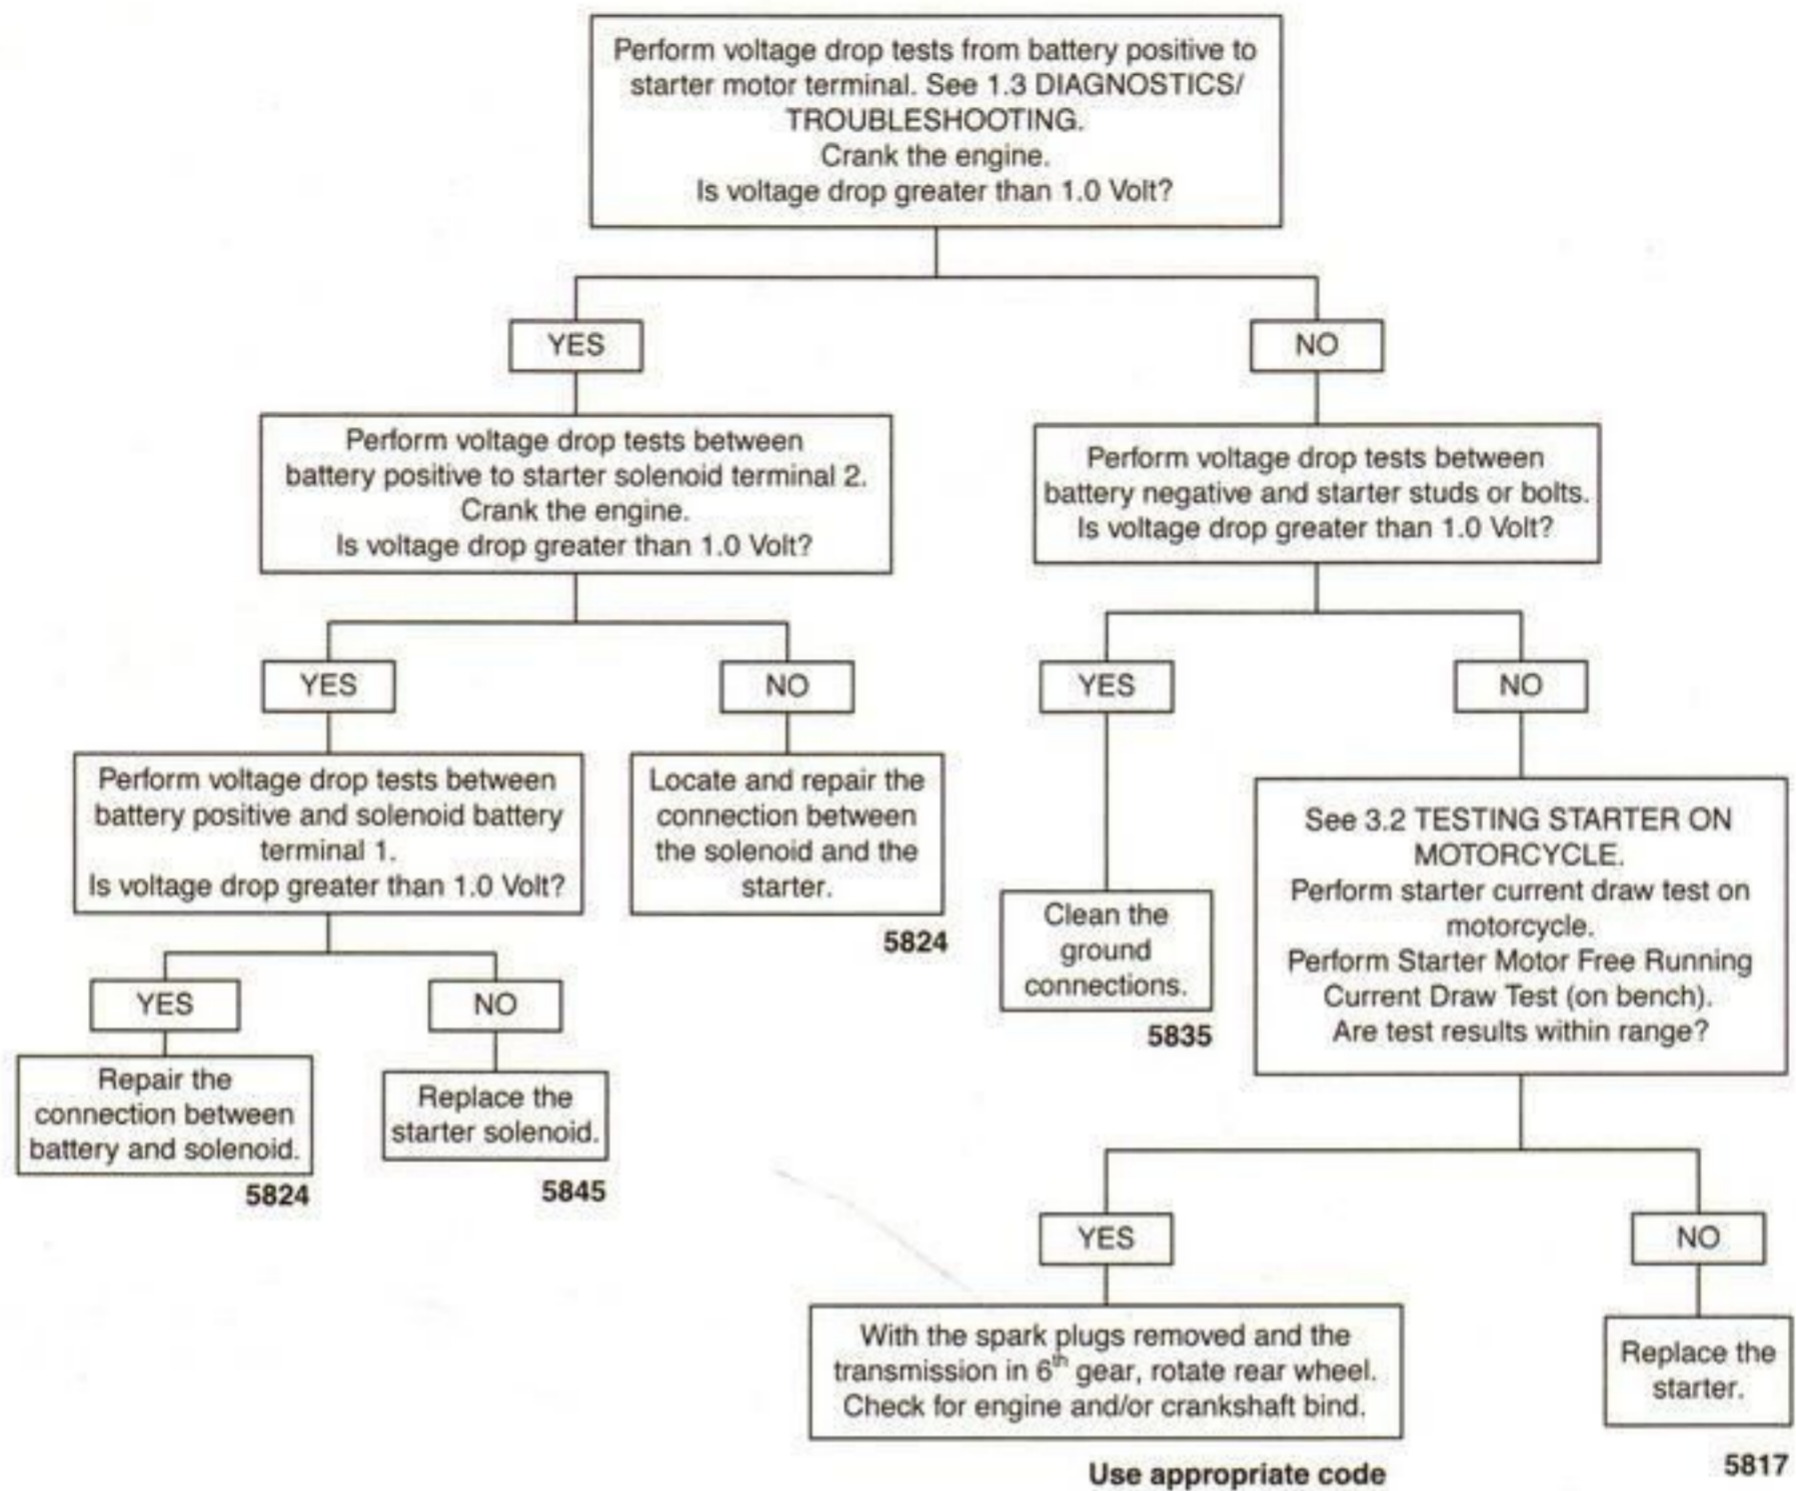 Perform voltage drop tests from battery positive to
starter motor terminal. See 1.3 DIAGNOSTICS/
TROUBLESHOOTING.
Crank the engine.
Is voltage drop greater than 1.0 Volt?
YES
NO
Perform voltage drop tests between
battery positive to starter solenoid terminal 2.
Crank the engine.
Is voltage drop greater than 1.0 Volt?
Perform voltage drop tests between
battery negative and starter studs or bolts.
Is voltage drop greater than 1.0 Volt?
YES
NO
YES
NO
Perform voltage drop tests between
battery positive and solenoid battery
terminal 1.
Is voltage drop greater than 1.0 Volt?
Locate and repair the
connection between
the solenoid and the
starter.
5824
Clean the
ground
connections.
5835
See 3.2 TESTING STARTER ON
MOTORCYCLE.
Perform starter current draw test on
motorcycle.
Perform Starter Motor Free Running
Current Draw Test (on bench).
Are test results within range?
YES
NO
Repair the
connection between
battery and solenoid.
5824
Replace the
starter solenoid.
5845
YES
NO
With the spark plugs removed and the
transmission in 6th gear, rotate rear wheel.
Check for engine and/or crankshaft bind.
Use appropriate code
Replace the
starter.
5817